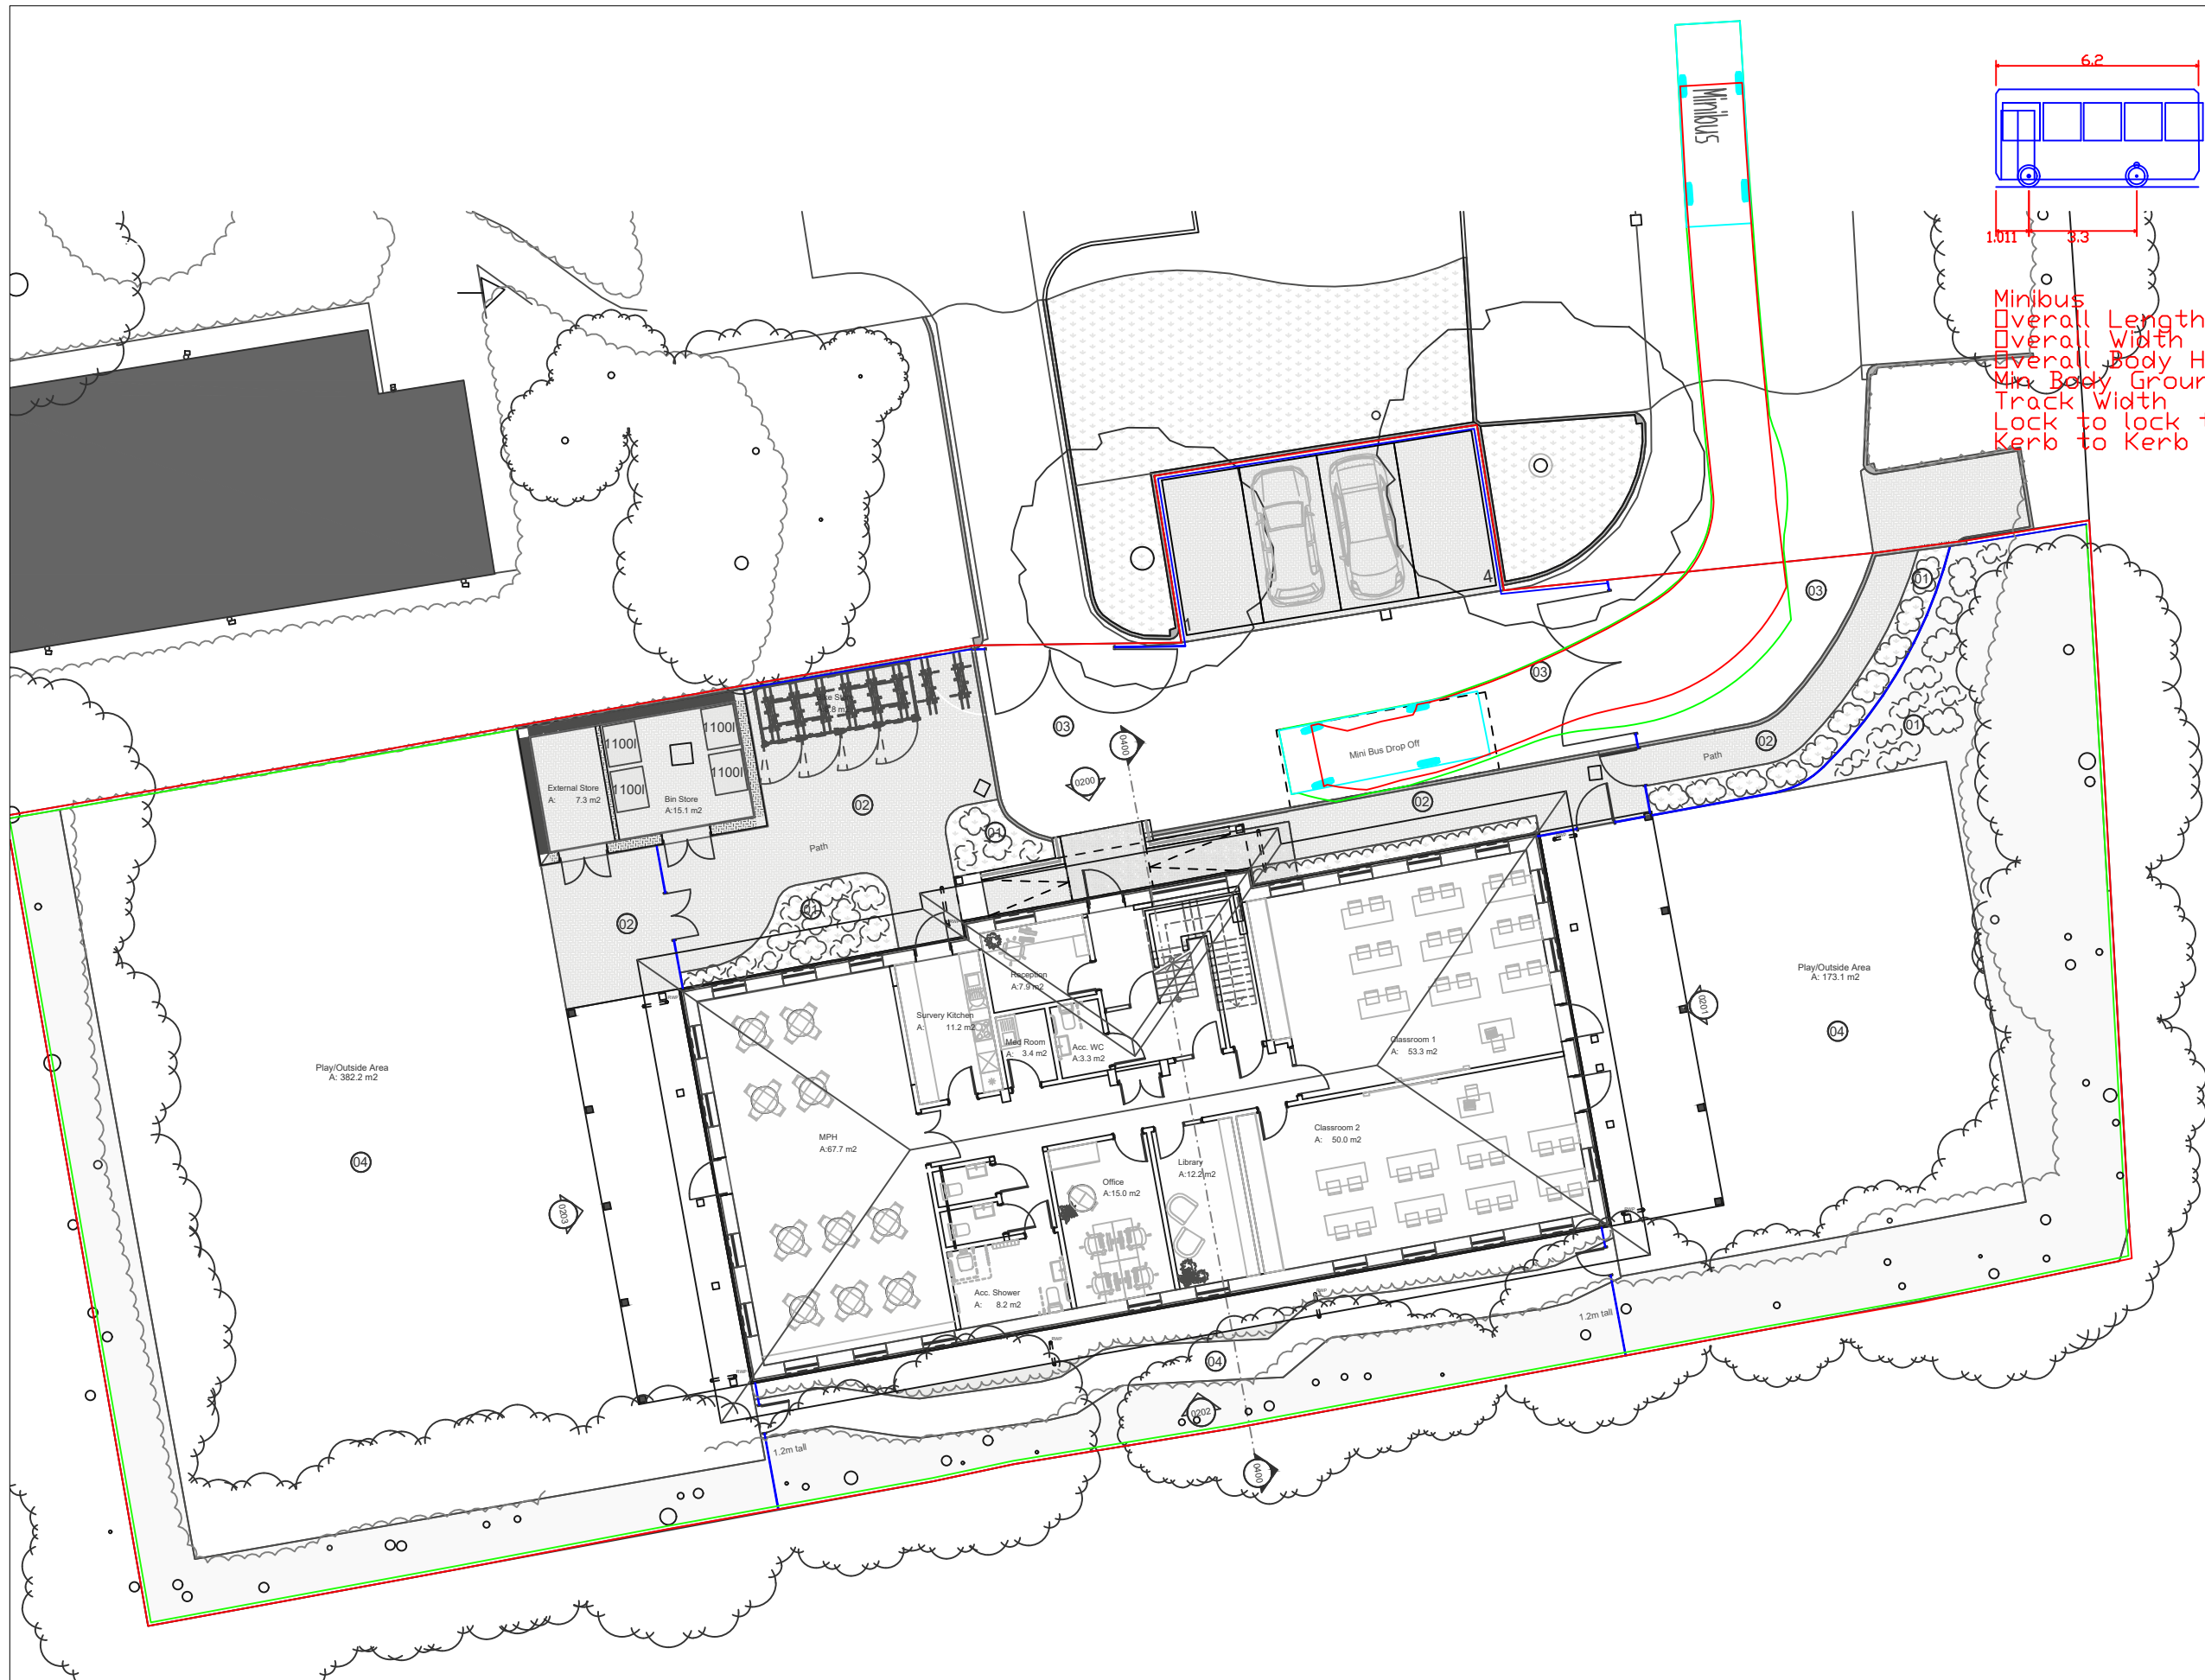 6.2
Minibus
1.011
3.3
Minibus
Overall Length
Overall Width
Overall Body H
Min Body Groun
Track Width
Lock to lock t
Kerb to Kerb
1
4
03
01
03
01
02
Path
03
Mini Bus Drop Off
02
0400
0200
1100l
1100l
1100l
1100l
External Store
A: 7.3 m2
Bin Store
A:15.1 m2
02
Path
01
01
02
Reception
A:7.9 m2
Survery Kitchen
A: 11.2 m2
Med Room
A: 3.4 m2
Acc. WC
A:3.3 m2
Classroom 1
A: 53.3 m2
0201
Play/Outside Area
A: 173.1 m2
04
Play/Outside Area
A: 382.2 m2
04
0203
MPH
A:67.7 m2
Classroom 2
A: 50.0 m2
Library
A:12.2 m2
Office
A:15.0 m2
Acc. Shower
A: 8.2 m2
1.2m tall
04
0202
1.2m tall
0400